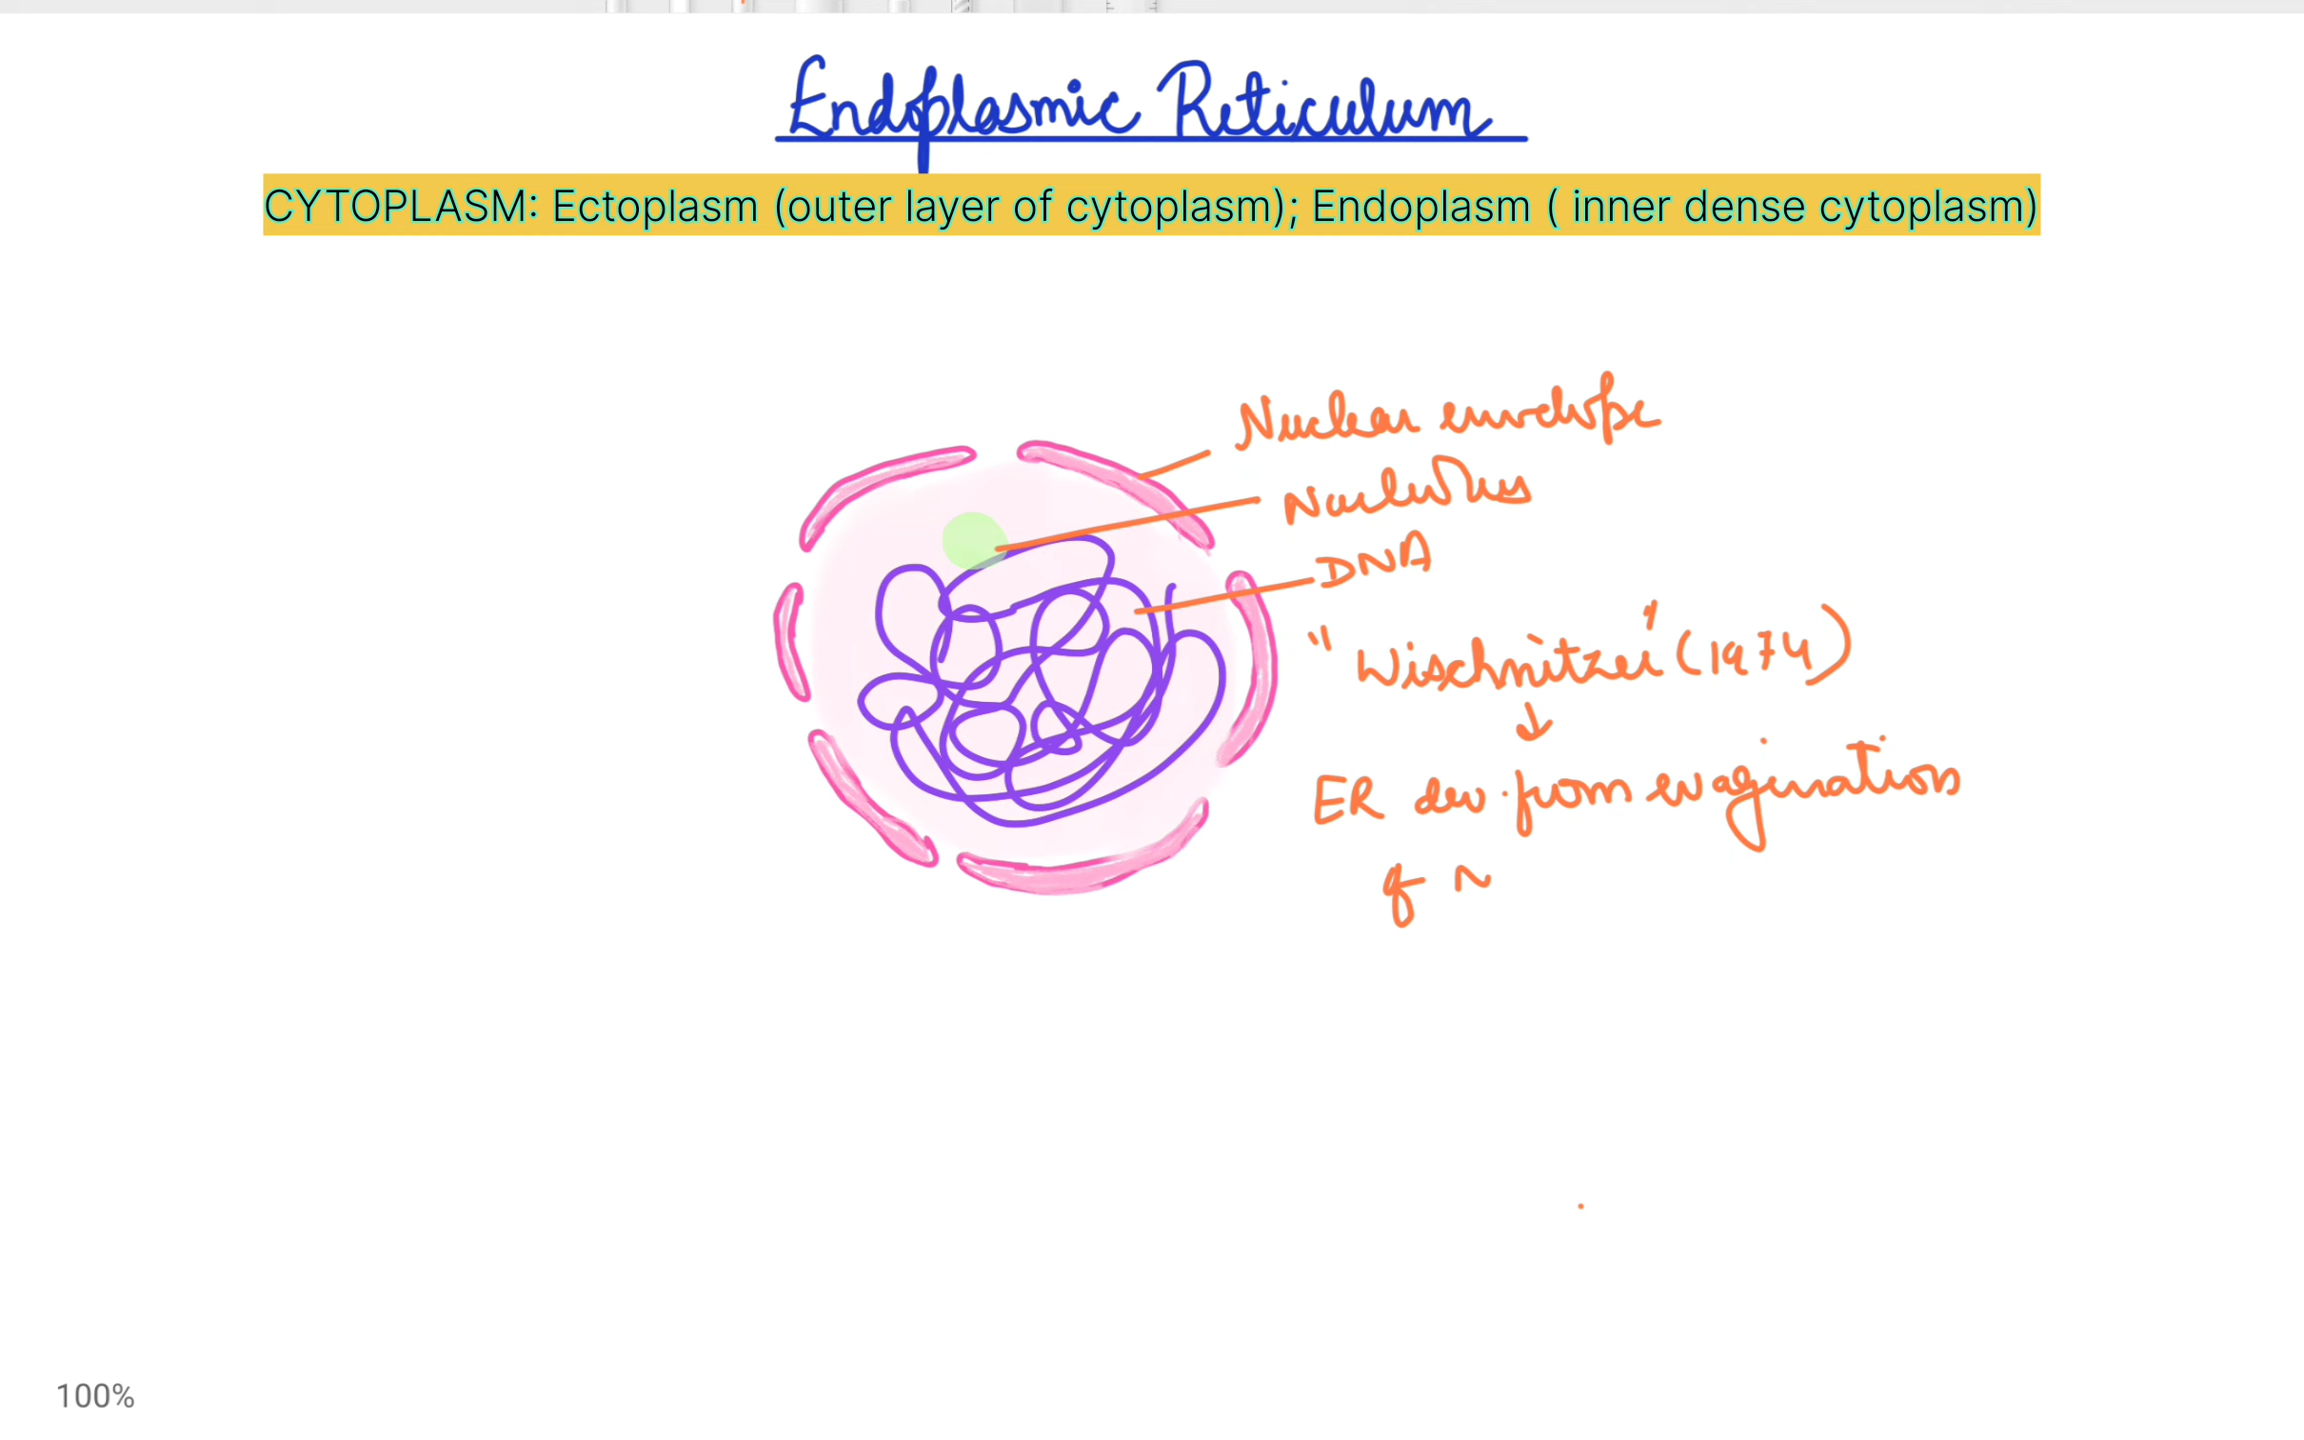 Endoplasmic Reticulum
CYTOPLASM: Ectoplasm (outer layer of cytoplasm); Endoplasm ( inner dense cytoplasm)
Nuclear envelope
Nucleolus
DNA
"Wischnitzer" (1974)
↓
ER dev. from evagination
of n
100%